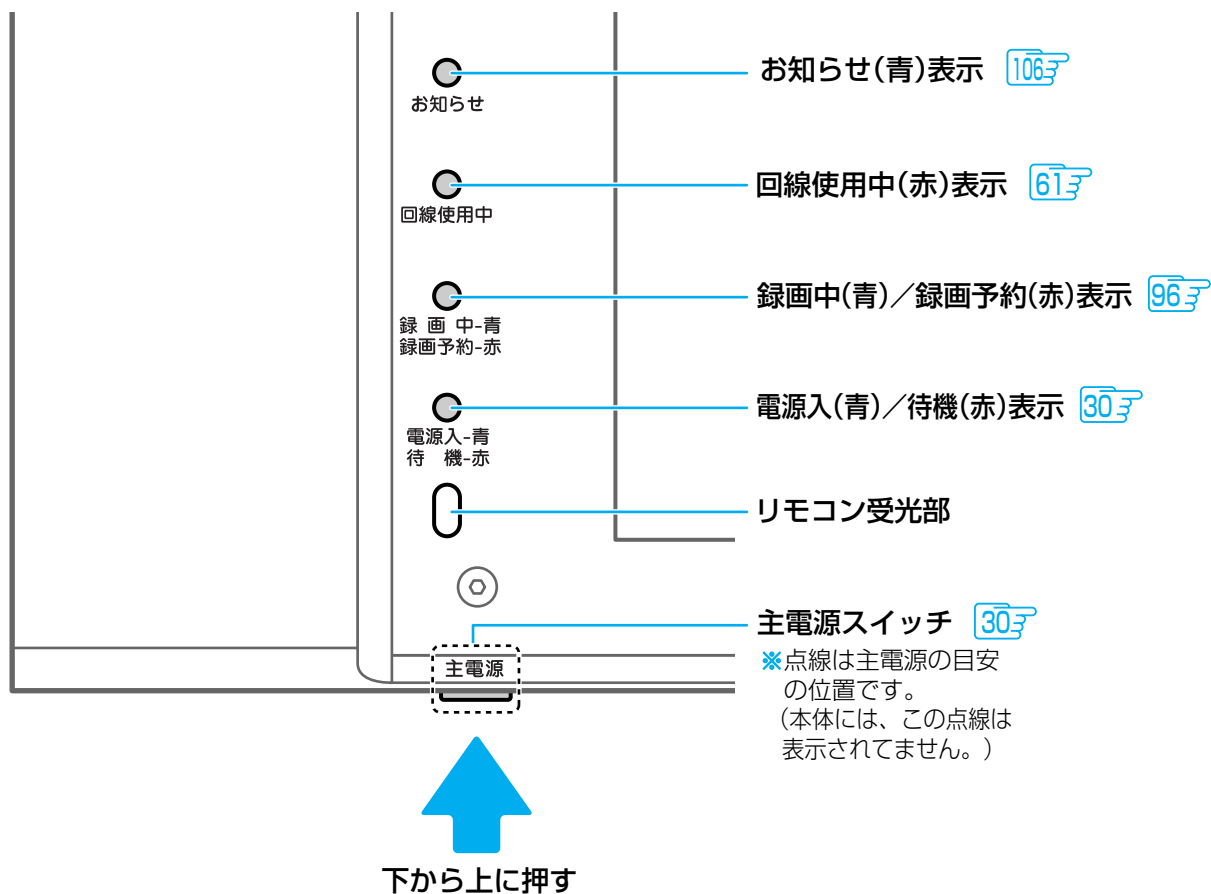 お知らせ
お知らせ(青)表示 106
回線使用中
回線使用中(赤)表示 61
録画中-青
録画予約-赤
録画中(青)／録画予約(赤)表示 96
電源入-青
待 機-赤
電源入(青)／待機(赤)表示 30
リモコン受光部
主電源
主電源スイッチ 30
※点線は主電源の目安
の位置です。
(本体には、この点線は
表示されてません。)
下から上に押す